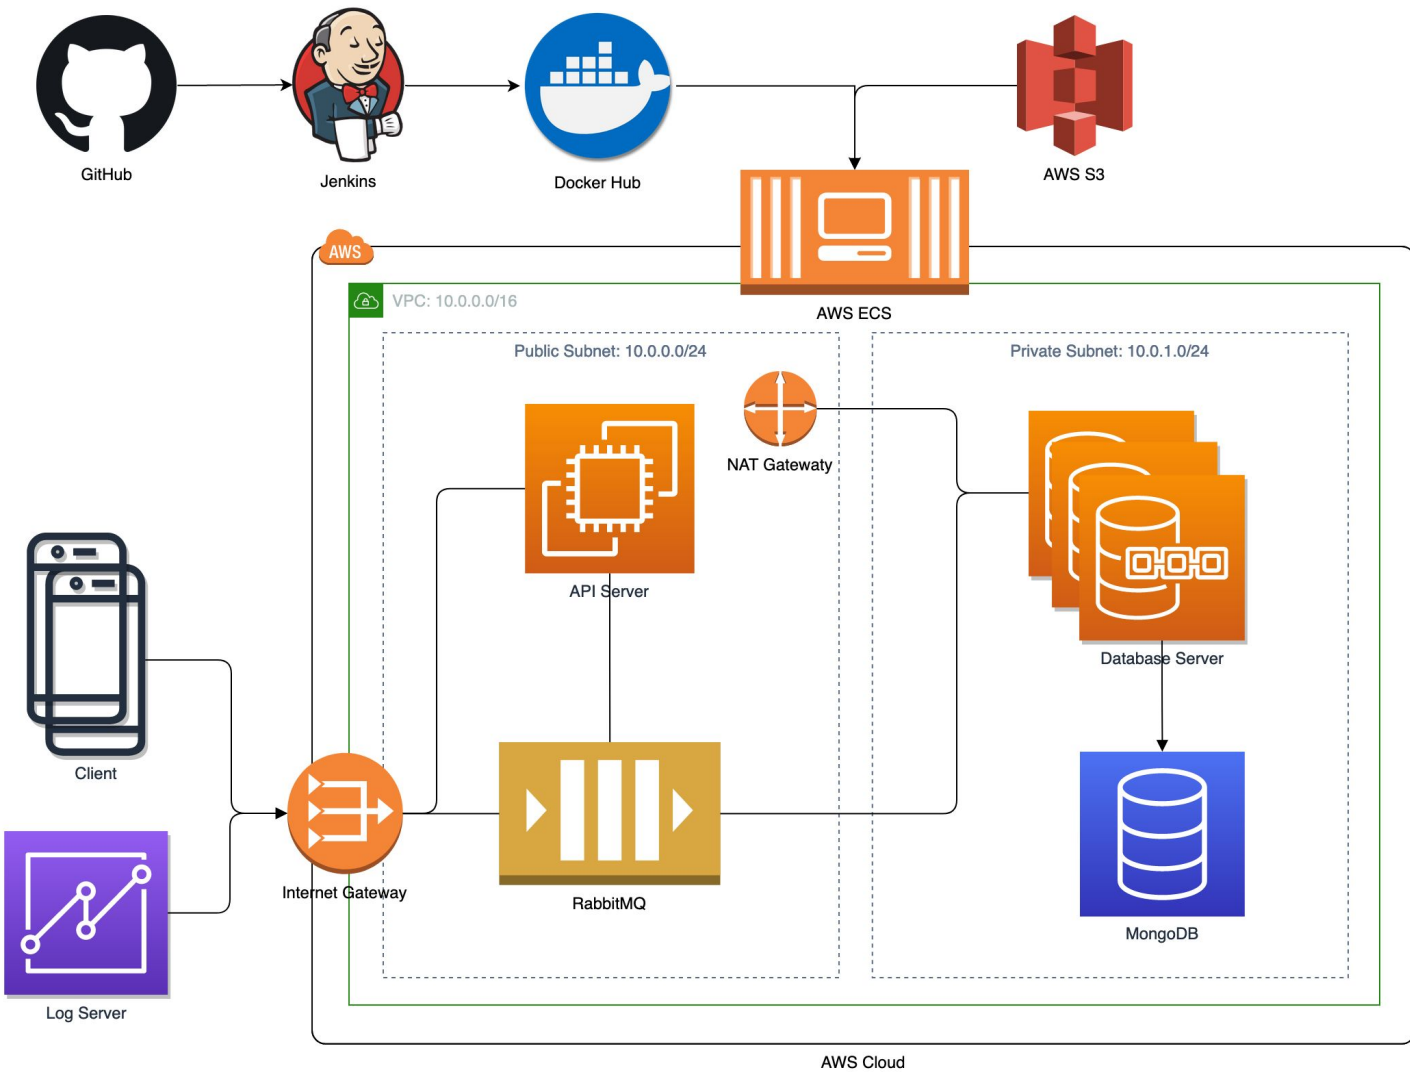 GitHub
Jenkins
Docker Hub
AWS S3
AWS
AWS ECS
VPC: 10.0.0.0/16
Public Subnet: 10.0.0.0/24
Private Subnet: 10.0.1.0/24
NAT Gatewaty
API Server
Database Server
Client
Internet Gateway
RabbitMQ
MongoDB
Log Server
AWS Cloud